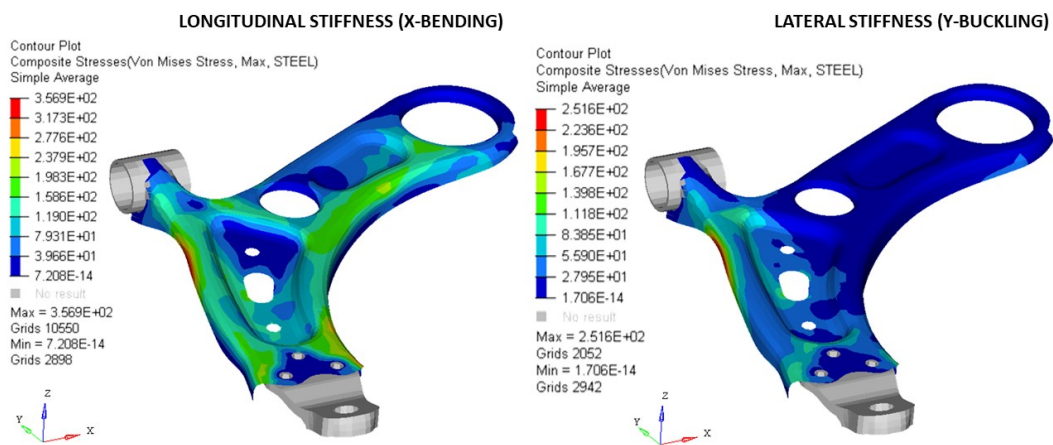 LONGITUDINAL STIFFNESS (X-BENDING)
Contour Plot
Composite Stresses(Von Mises Stress, Max, STEEL)
Simple Average
3.569E+02
3.173E+02
2.776E+02
2.379E+02
1.983E+02
1.586E+02
1.190E+02
7.931E+01
3.966E+01
7.208E-14
No result
Max = 3.569E+02
Grids 10550
Min = 7.208E-14
Grids 2898
Z
Y
X
LATERAL STIFFNESS (Y-BUCKLING)
Contour Plot
Composite Stresses(Von Mises Stress, Max, STEEL)
Simple Average
2.516E+02
2.236E+02
1.957E+02
1.677E+02
1.398E+02
1.118E+02
8.385E+01
5.590E+01
2.795E+01
1.706E-14
No result
Max = 2.516E+02
Grids 2052
Min = 1.706E-14
Grids 2942
Z
Y
X